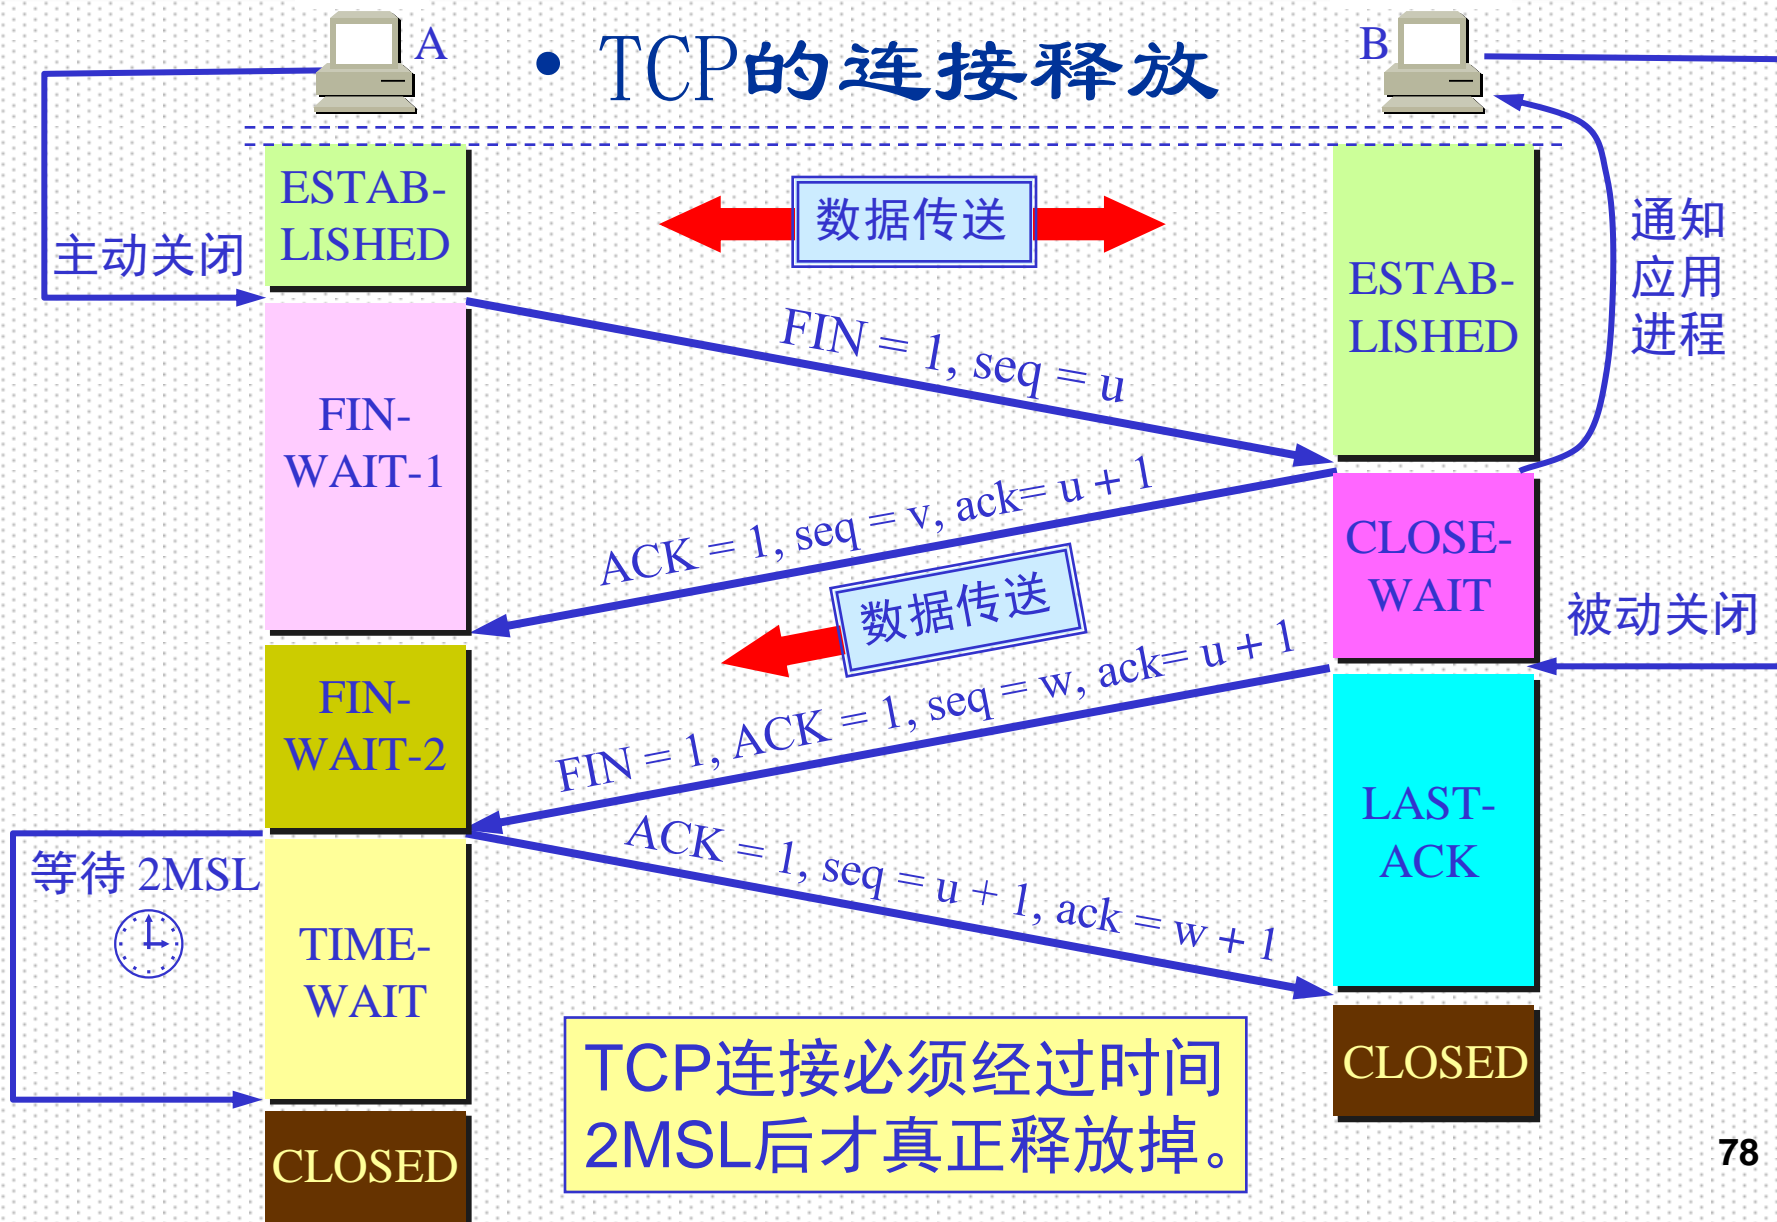 A
• TCP的连接释放
B
ESTAB-
LISHED
数据传送
主动关闭
ESTAB-
LISHED
通知
应用
进程
FIN = 1, seq = u
FIN-
WAIT-1
ACK = 1, seq = v, ack= u + 1
CLOSE-
WAIT
数据传送
被动关闭
FIN-
WAIT-2
FIN = 1, ACK = 1, seq = w, ack= u + 1
LAST-
ACK
等待 2MSL
ACK = 1, seq = u + 1, ack = w + 1
TIME-
WAIT
TCP连接必须经过时间
2MSL后才真正释放掉。
CLOSED
CLOSED
78